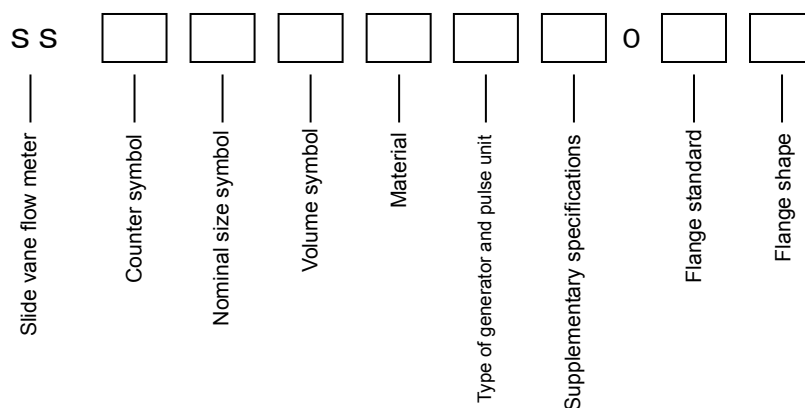 SS O
Slide vane flow meter
Counter symbol
Nominal size symbol
Volume symbol
Material
Type of generator and pulse unit
Supplementary specifications
Flange standard
Flange shape